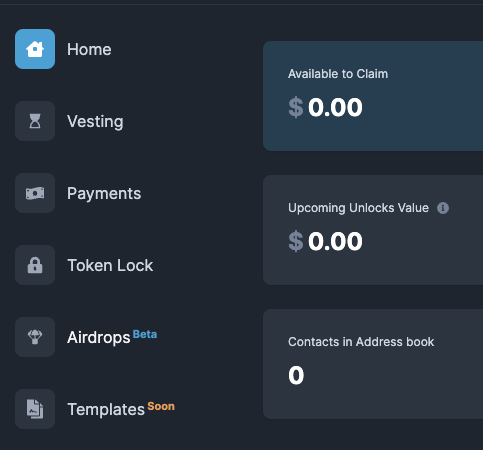 Home
Vesting
Payments
Token Lock
Airdrops Beta
Templates Soon
Available to Claim
$ 0.00
Upcoming Unlocks Value
$ 0.00
Contacts in Address book
0